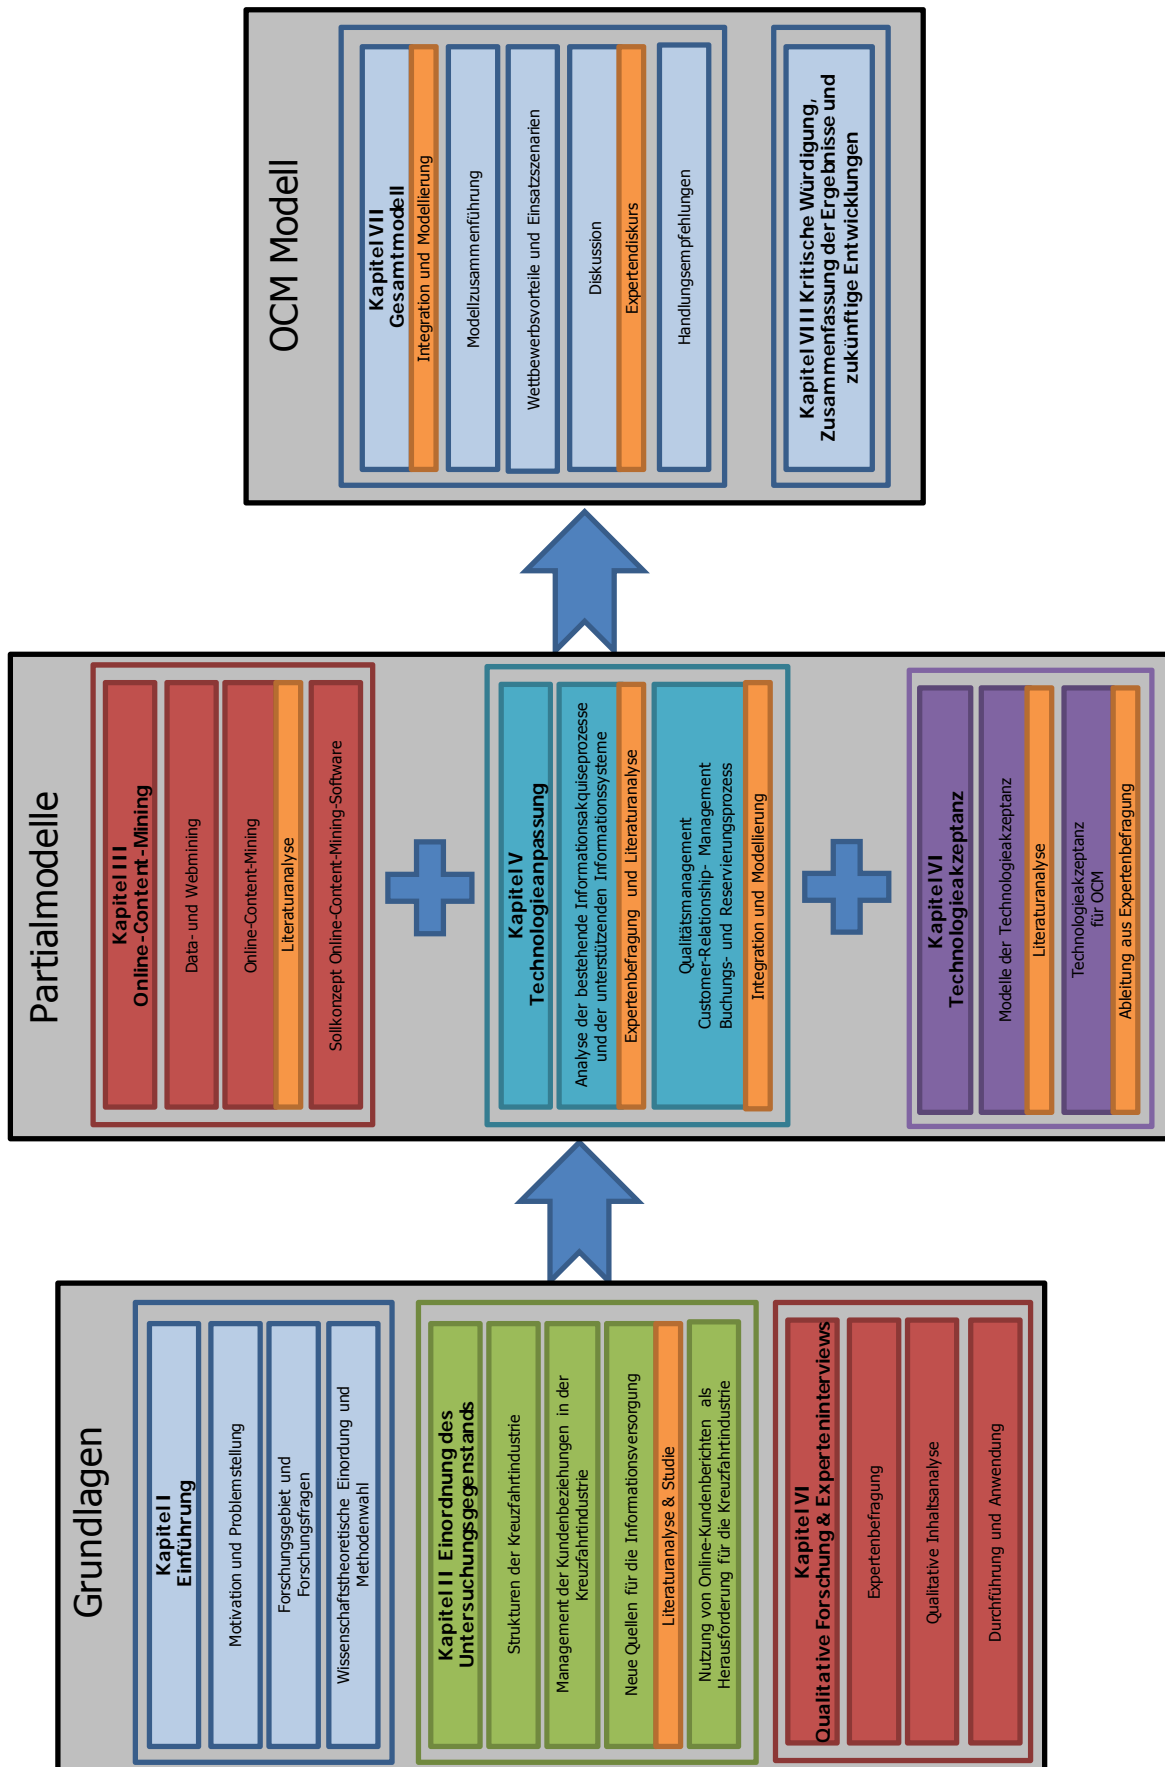 Grundlagen
Kapitel I
Einführung
Motivation und Problemstellung
Forschungsgebiet und
Forschungsfragen
Wissenschaftstheoretische Einordung und
Methodenwahl
Kapitel II Einordnung des
Untersuchungsgegenstands
Strukturen der Kreuzfahrtindustrie
Management der Kundenbeziehungen in der
Kreuzfahrtindustrie
Neue Quellen für die Informationsversorgung
Literaturanalyse & Studie
Nutzung von Online-Kundenberichten als
Herausforderung für die Kreuzfahrtindustrie
Kapitel VI
Qualitative Forschung & Experteninterviews
Expertenbefragung
Qualitative Inhaltsanalyse
Durchführung und Anwendung
Partialmodelle
Kapitel III
Online-Content-Mining
Data- und Webmining
Online-Content-Mining
Literaturanalyse
Sollkonzept Online-Content-Mining-Software
Kapitel V
Technologieanpassung
Analyse der bestehende Informationsakquiseprozesse
und der unterstützenden Informationssysteme
Expertenbefragung und Literaturanalyse
Qualitätsmanagement
Customer-Relationship- Management
Buchungs- und Reservierungsprozess
Integration und Modellierung
Kapitel VI
Technologieakzeptanz
Modelle der Technologieakzeptanz
Literaturanalyse
Technologieakzeptanz
für OCM
Ableitung aus Expertenbefragung
OCM Modell
Kapitel VII
Gesamtmodell
Integration und Modellierung
Modellzusammenführung
Wettbewerbsvorteile und Einsatzszenarien
Diskussion
Expertendiskurs
Handlungsempfehlungen
Kapitel VIII Kritische Würdigung,
Zusammenfassung der Ergebnisse und
zukünftige Entwicklungen